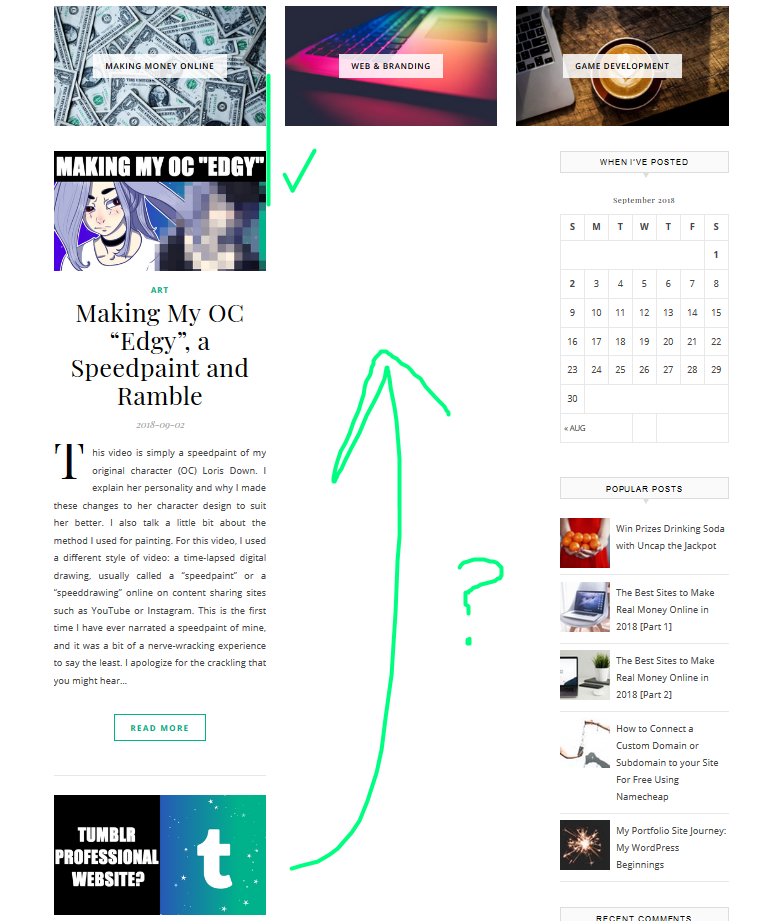 MAKING MONEY ONLINE
WEB & BRANDING
GAME DEVELOPMENT
MAKING MY OC "EDGY"
ART
Making My OC
“Edgy”, a
Speedpaint and
Ramble
2018-09-02
This video is simply a speedpaint of my
original character (OC) Loris Down. I
explain her personality and why I made
these changes to her character design to suit
her better. I also talk a little bit about the
method I used for painting. For this video, I used
a different style of video: a time-lapsed digital
drawing, usually called a “speedpaint” or a
“speeddrawing” online on content sharing sites
such as YouTube or Instagram. This is the first
time I have ever narrated a speedpaint of mine,
and it was a bit of a nerve-wracking experience
to say the least. I apologize for the crackling that
you might hear...
READ MORE
TUMBLR
PROFESSIONAL
WEBSITE?
t
?
WHEN I'VE POSTED
September 2018
S M T W T F S
1
2 3 4 5 6 7 8
9 10 11 12 13 14 15
16 17 18 19 20 21 22
23 24 25 26 27 28 29
30
« AUG
POPULAR POSTS
Win Prizes Drinking Soda
with Uncap the Jackpot
The Best Sites to Make
Real Money Online in
2018 [Part 1]
The Best Sites to Make
Real Money Online in
2018 [Part 2]
How to Connect a
Custom Domain or
Subdomain to your Site
For Free Using
Namecheap
My Portfolio Site Journey:
My WordPress
Beginnings
RECENT COMMENTS